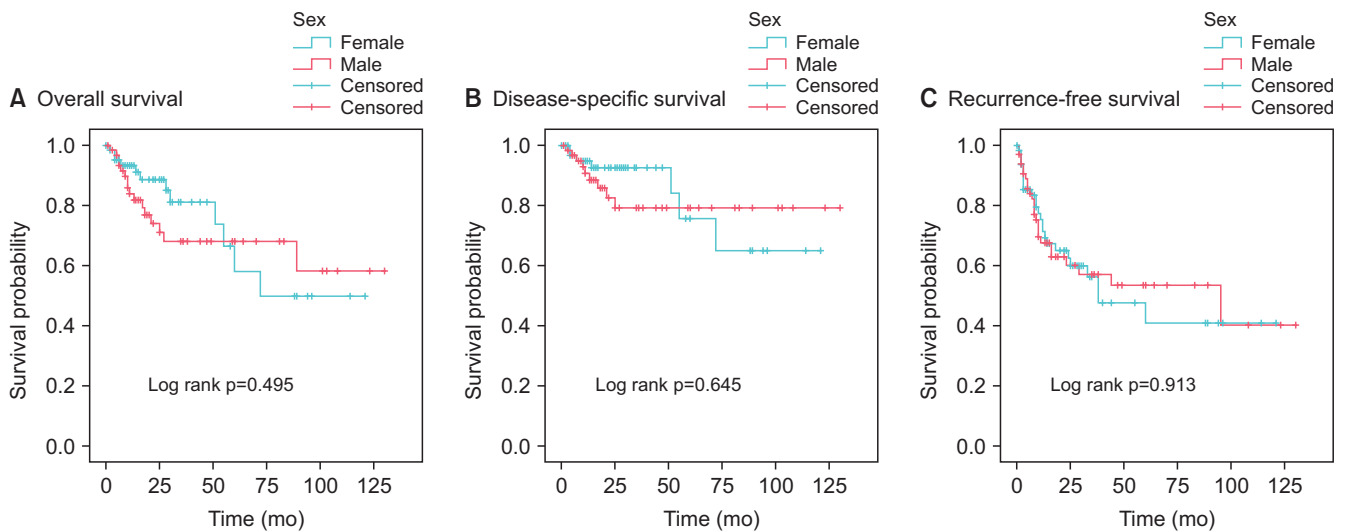 Sex
Female
Male
Censored
Censored
A Overall survival
1.0
0.8
0.6
0.4
0.2
0.0
Survival probability
Log rank p=0.495
0 25 50 75 100 125
Time (mo)
Sex
Female
Male
Censored
Censored
B Disease-specific survival
1.0
0.8
0.6
0.4
0.2
0.0
Survival probability
Log rank p=0.645
0 25 50 75 100 125
Time (mo)
Sex
Female
Male
Censored
Censored
C Recurrence-free survival
1.0
0.8
0.6
0.4
0.2
0.0
Survival probability
Log rank p=0.913
0 25 50 75 100 125
Time (mo)